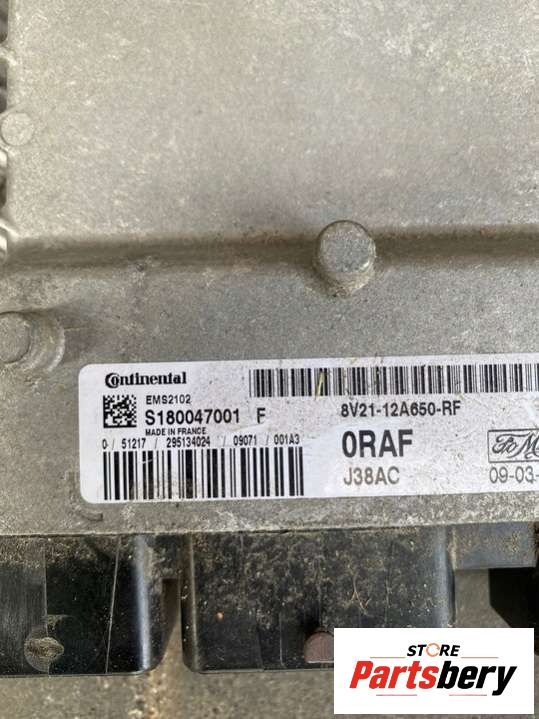 Continental
EMS2102
S180047001 F
MADE IN FRANCE
0/ 51217 / 295134024 / 09071 / 001A3
8V21-12A650-RF
0RAF
J38AC
09-03-
STORE
Partsbery